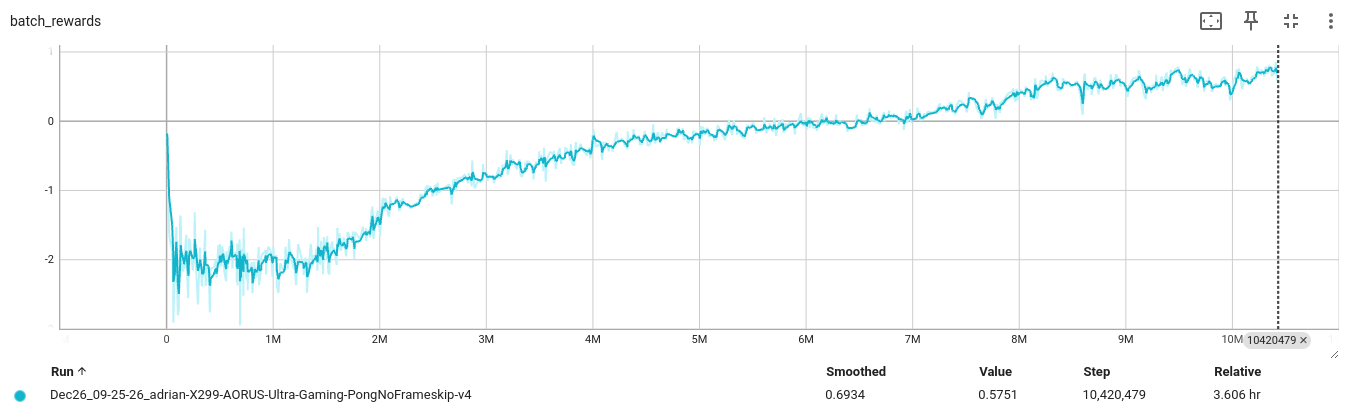 batch_rewards
0
-1
-2
0 1M 2M 3M 4M 5M 6M 7M 8M 9M 10M 10420479 ✕
Run ↑ Smoothed Value Step Relative
Dec26_09-25-26_adrian-X299-AORUS-Ultra-Gaming-PongNoFrameskip-v4 0.6934 0.5751 10,420,479 3.606 hr